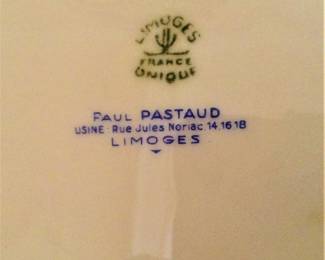 LIMOGES
FRANCE
UNIQUE
PAUL PASTAUD
USINE: Rue Jules Noriac. 14.16.18
LIMOGES